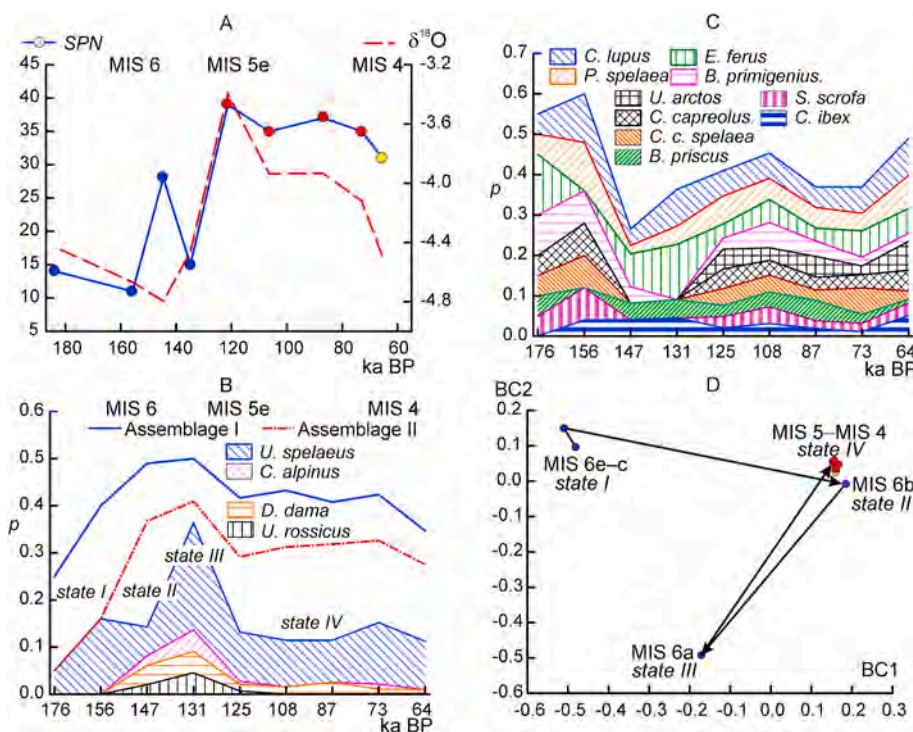 A
SPN
δ18O
MIS 6
MIS 5e
MIS 4
45
40
35
30
25
20
15
10
5
-3.2
-3.6
-4.0
-4.4
-4.8
180 160 140 120 100 80 60
ka BP
C
0.7
0.6
0.5
0.4
p
0.3
0.2
0.1
0.0
C. lupus
E. ferus
P. spelaea
B. primigenius.
U. arctos
S. scrofa
C. capreolus.
C. ibex
C. c. spelaea
B. priscus
176 156 147 131 125 108 87 73 64
ka BP
B
MIS 6
MIS 5e
MIS 4
0.6
0.5
0.4
p
0.3
0.2
0.1
0.0
Assemblage I
Assemblage II
U. spelaeus
C. alpinus
D. dama
U. rossicus
state I
state II
state III
state IV
176 156 147 131 125 108 87 73 64
ka BP
D
BC2
0.2
0.1
0.0
-0.1
-0.2
-0.3
-0.4
-0.5
-0.6
MIS 6e–c
state I
MIS 5–MIS 4
state IV
MIS 6b
state II
MIS 6a
state III
BC1
-0.6 -0.5 -0.4 -0.3 -0.2 -0.1 0.0 0.1 0.2 0.3 0.4